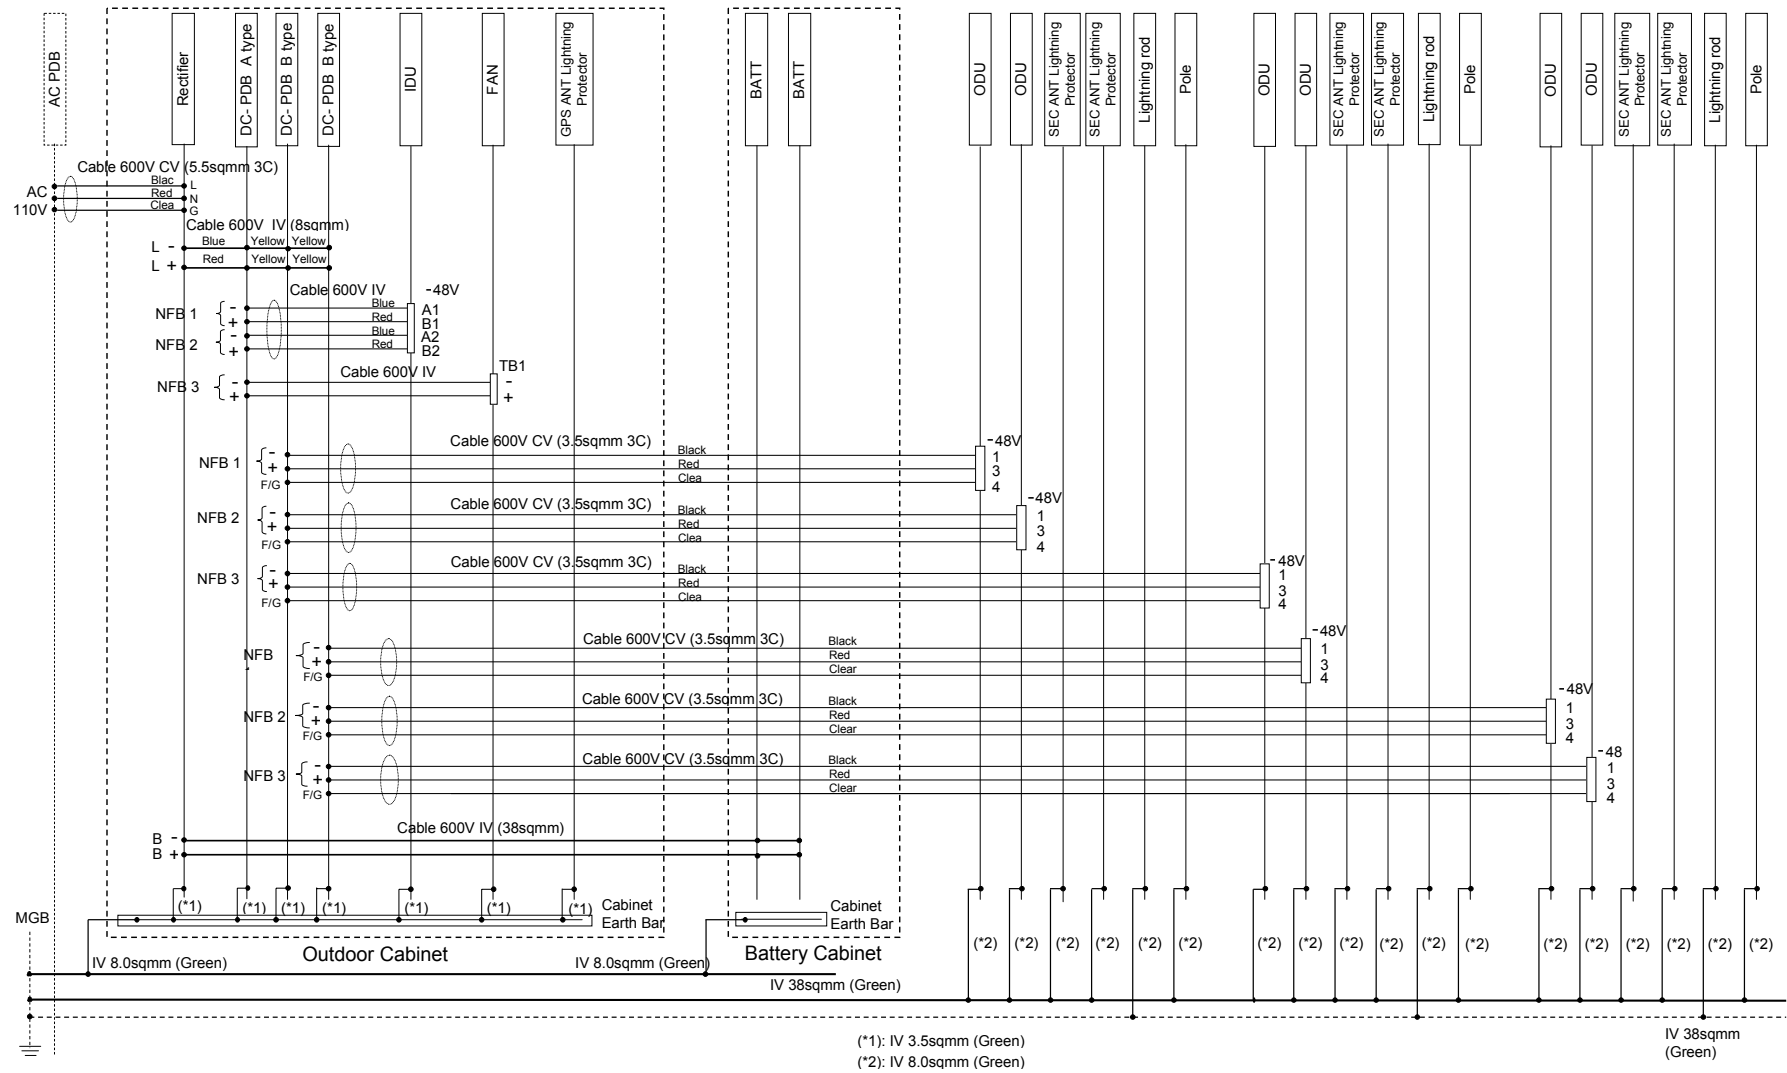 AC PDB
Rectifier
DC- PDB A type
DC- PDB B type
DC- PDB B type
IDU
FAN
GPS ANT Lightning
Protector
BATT
BATT
ODU
ODU
SEC ANT Lightning
Protector
SEC ANT Lightning
Protector
Lightning rod
Pole
ODU
ODU
SEC ANT Lightning
Protector
SEC ANT Lightning
Protector
Lightning rod
Pole
ODU
ODU
SEC ANT Lightning
Protector
SEC ANT Lightning
Protector
Lightning rod
Pole
Cable 600V CV (5.5sqmm 3C)
AC
110V
Blac L
Red N
Clea G
Cable 600V IV (8sqmm)
L - Blue Yellow Yellow
L + Red Yellow Yellow
Cable 600V IV -48V
NFB 1 - Blue A1
+ Red B1
NFB 2 - Blue A2
+ Red B2
Cable 600V IV TB1
NFB 3 - -
+ +
Cable 600V CV (3.5sqmm 3C) -48V
NFB 1 - Black 1
+ Red 3
F/G Clea 4
Cable 600V CV (3.5sqmm 3C) -48V
NFB 2 - Black 1
+ Red 3
F/G Clea 4
Cable 600V CV (3.5sqmm 3C) -48V
NFB 3 - Black 1
+ Red 3
F/G Clea 4
Cable 600V CV (3.5sqmm 3C) -48V
NFB - Black 1
+ Red 3
F/G Clear 4
Cable 600V CV (3.5sqmm 3C) -48V
NFB 2 - Black 1
+ Red 3
F/G Clear 4
Cable 600V CV (3.5sqmm 3C) -48
NFB 3 - Black 1
+ Red 3
F/G Clear 4
Cable 600V IV (38sqmm)
B -
B +
(*1) (*1) (*1) (*1) (*1) (*1) (*1)
Cabinet
Earth Bar
Cabinet
Earth Bar
MGB
(*2) (*2) (*2) (*2) (*2) (*2) (*2) (*2) (*2) (*2) (*2) (*2) (*2) (*2) (*2) (*2) (*2) (*2)
Outdoor Cabinet
Battery Cabinet
IV 8.0sqmm (Green)
IV 8.0sqmm (Green)
IV 38sqmm (Green)
IV 38sqmm
(Green)
(*1): IV 3.5sqmm (Green)
(*2): IV 8.0sqmm (Green)